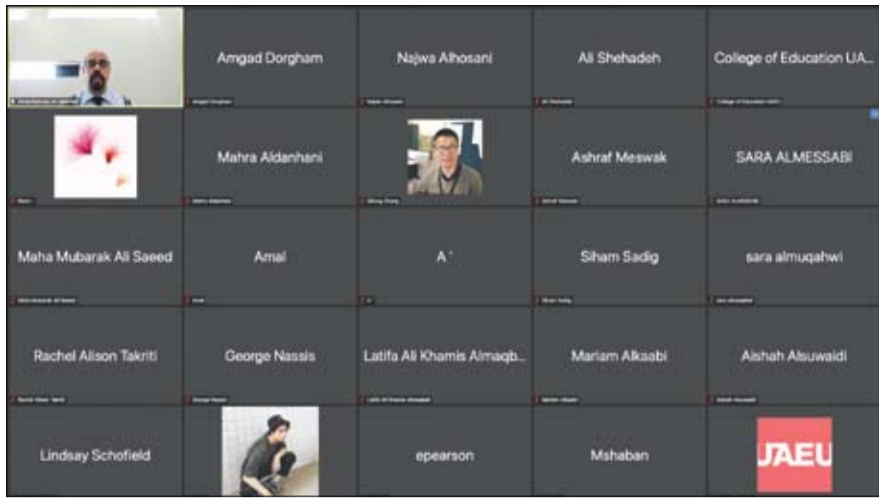 Amgad Dorgham
Najwa Alhosani
Ali Shehadeh
College of Education UA...
Mahra Aldanhani
Ashraf Meswak
SARA ALMESSABI
Maha Mubarak Ali Saeed
Amal
A '
Siham Sadig
sara almuqahwi
Rachel Alison Takriti
George Nassis
Latifa Ali Khamis Almaqb...
Mariam Alkaabi
Aishah Alsuwaidi
Lindsay Schofield
epearson
Mshaban
UAEU